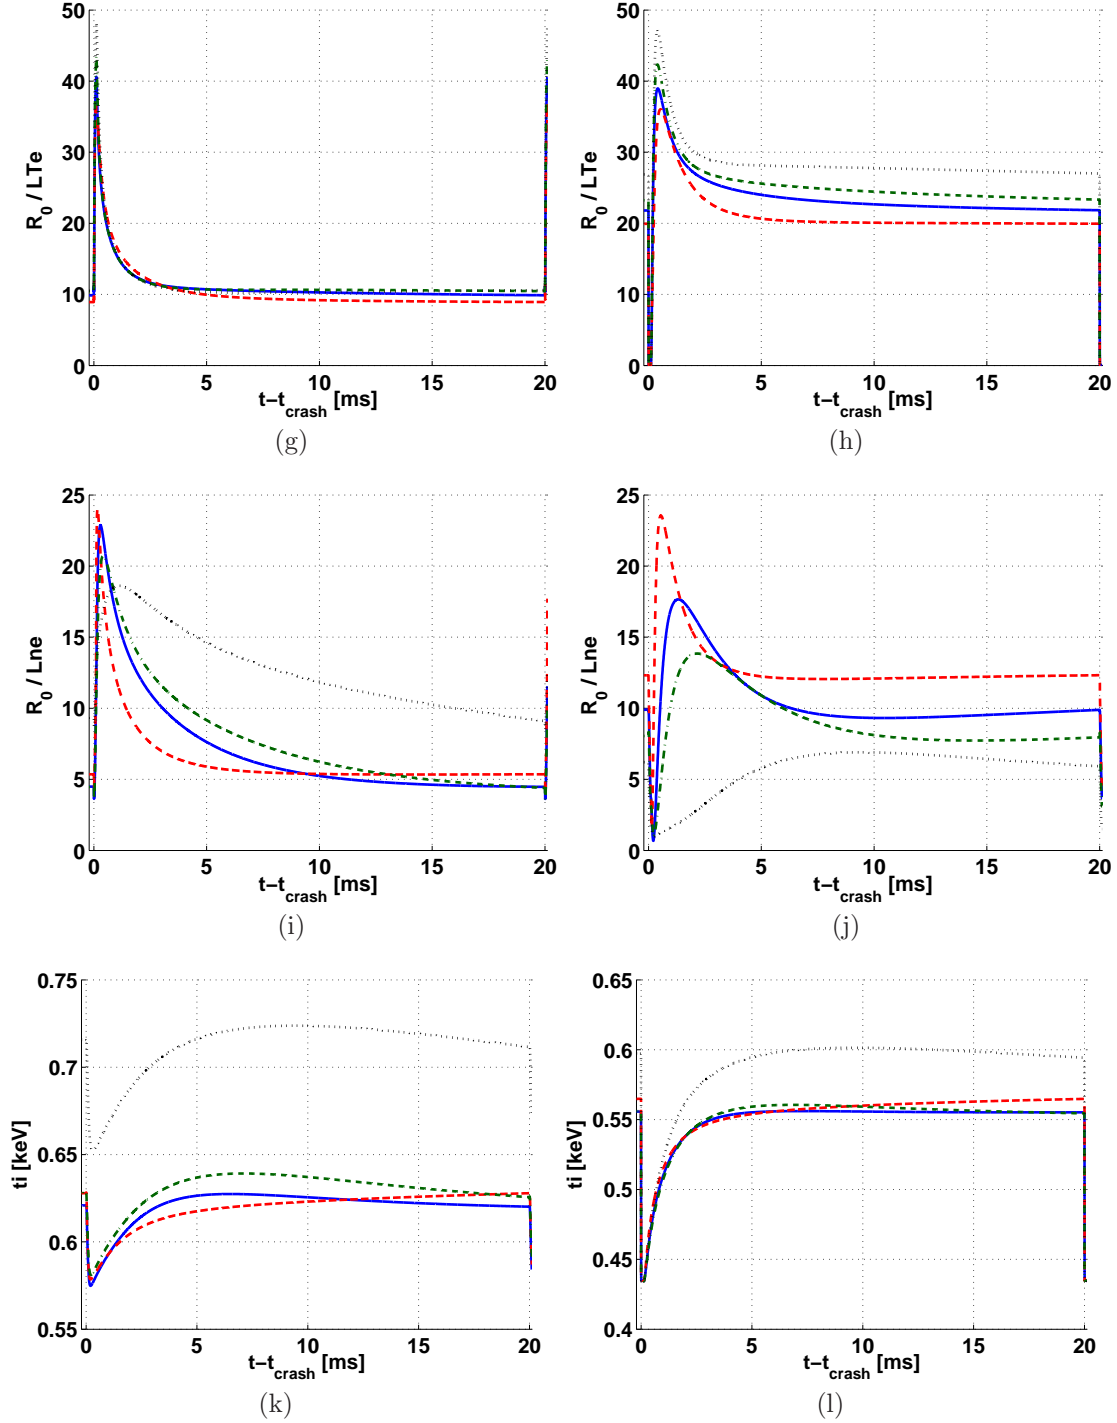 50
40
30
20
10
0
R0 / LTe
0 5 10 15 20
t−tcrash [ms]
(g)
50
40
30
20
10
0
R0 / LTe
0 5 10 15 20
t−tcrash [ms]
(h)
25
20
15
10
5
0
R0 / Lne
0 5 10 15 20
t−tcrash [ms]
(i)
25
20
15
10
5
0
R0 / Lne
0 5 10 15 20
t−tcrash [ms]
(j)
0.75
0.7
0.65
0.6
0.55
ti [keV]
0 5 10 15 20
t−tcrash [ms]
(k)
0.65
0.6
0.55
0.5
0.45
0.4
ti [keV]
0 5 10 15 20
t−tcrash [ms]
(l)